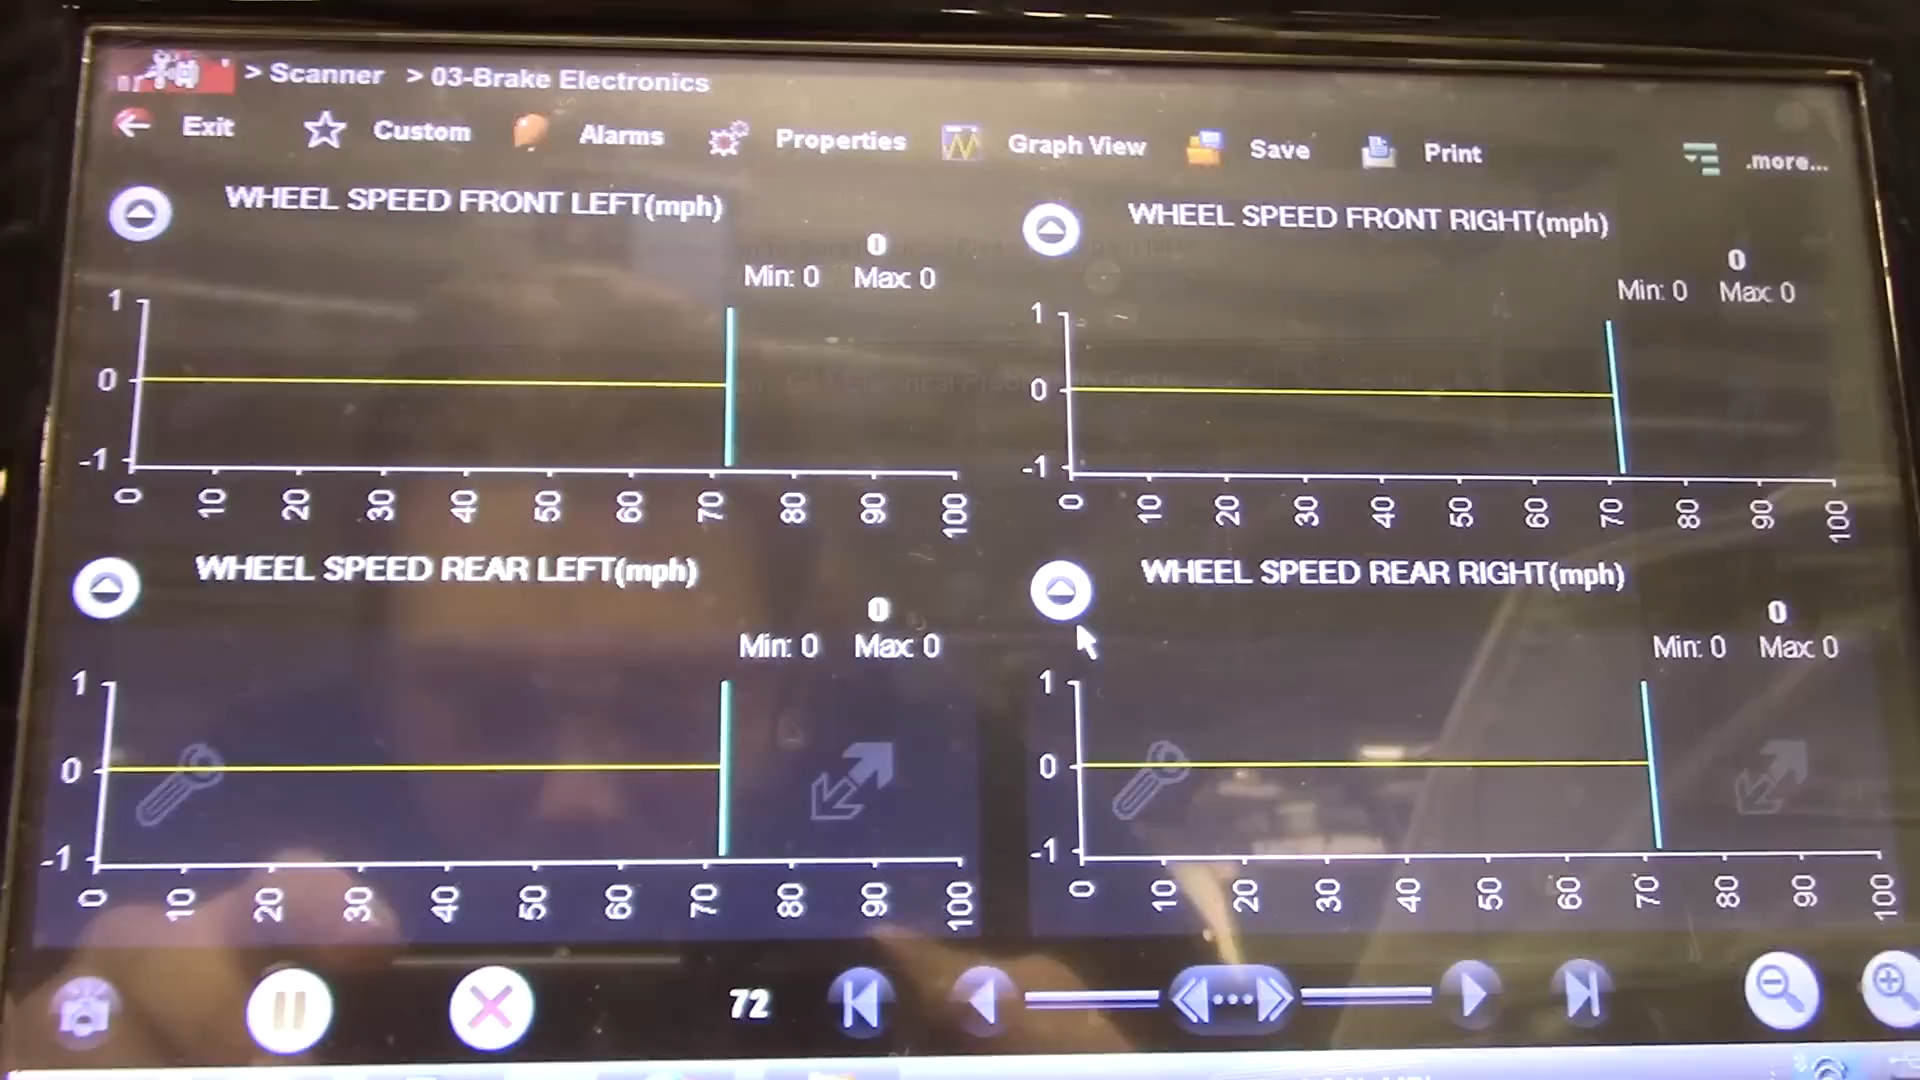 > Scanner > 03-Brake Electronics
Exit Custom Alarms Properties Graph View Save Print .more...
WHEEL SPEED FRONT LEFT(mph)
0
Min: 0 Max: 0
1
0
-1
0 10 20 30 40 50 60 70 80 90 100
WHEEL SPEED FRONT RIGHT(mph)
0
Min: 0 Max: 0
1
0
-1
0 10 20 30 40 50 60 70 80 90 100
WHEEL SPEED REAR LEFT(mph)
0
Min: 0 Max: 0
1
0
-1
0 10 20 30 40 50 60 70 80 90 100
WHEEL SPEED REAR RIGHT(mph)
0
Min: 0 Max: 0
1
0
-1
0 10 20 30 40 50 60 70 80 90 100
72